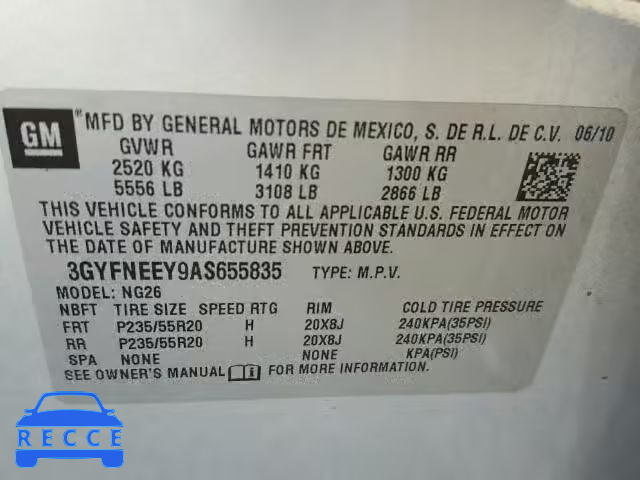 GM
MFD BY GENERAL MOTORS DE MEXICO, S. DE R.L. DE C.V. 06/10
GVWR GAWR FRT GAWR RR
2520 KG 1410 KG 1300 KG
5556 LB 3108 LB 2866 LB
THIS VEHICLE CONFORMS TO ALL APPLICABLE U.S. FEDERAL MOTOR
VEHICLE SAFETY AND THEFT PREVENTION STANDARDS IN EFFECT ON
THE DATE OF MANUFACTURE SHOWN ABOVE.
3GYFNEEY9AS655835 TYPE: M.P.V.
MODEL: NG26
NBFT TIRE SIZE SPEED RTG RIM COLD TIRE PRESSURE
FRT P235/55R20 H 20X8J 240KPA(35PSI)
RR P235/55R20 H 20X8J 240KPA(35PSI)
SPA NONE NONE KPA(PSI)
SEE OWNER'S MANUAL FOR MORE INFORMATION.
RECCE